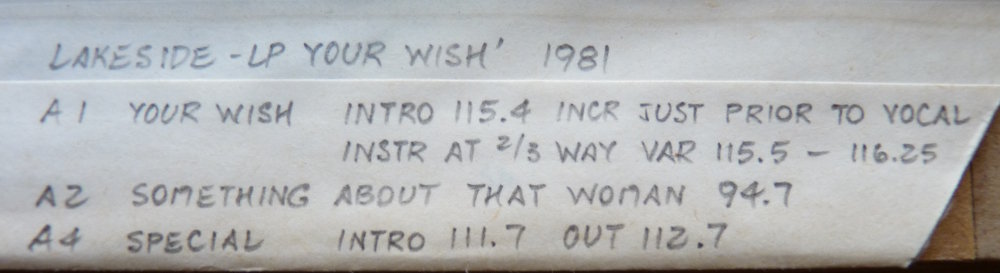 LAKESIDE - LP YOUR WISH' 1981
A1 YOUR WISH INTRO 115.4 INCR JUST PRIOR TO VOCAL
INSTR AT 2/3 WAY VAR 115.5 - 116.25
A2 SOMETHING ABOUT THAT WOMAN 94.7
A4 SPECIAL INTRO 111.7 OUT 112.7